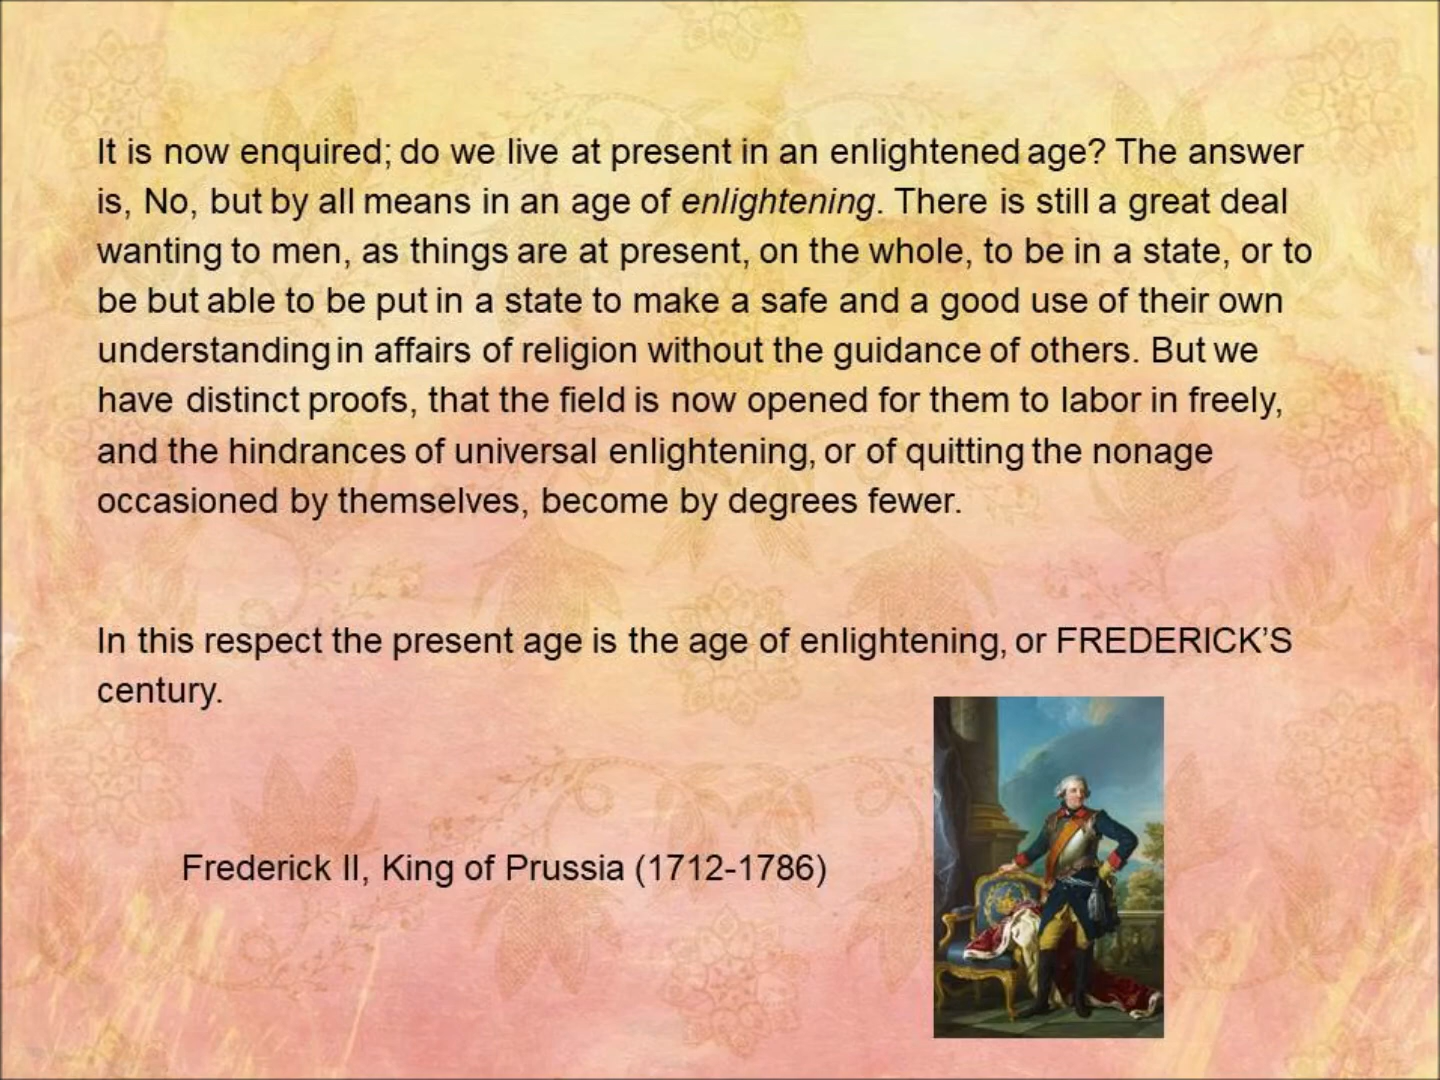 It is now enquired; do we live at present in an enlightened age? The answer
is, No, but by all means in an age of enlightening. There is still a great deal
wanting to men, as things are at present, on the whole, to be in a state, or to
be but able to be put in a state to make a safe and a good use of their own
understanding in affairs of religion without the guidance of others. But we
have distinct proofs, that the field is now opened for them to labor in freely,
and the hindrances of universal enlightening, or of quitting the nonage
occasioned by themselves, become by degrees fewer.
In this respect the present age is the age of enlightening, or FREDERICK’S
century.
Frederick II, King of Prussia (1712-1786)